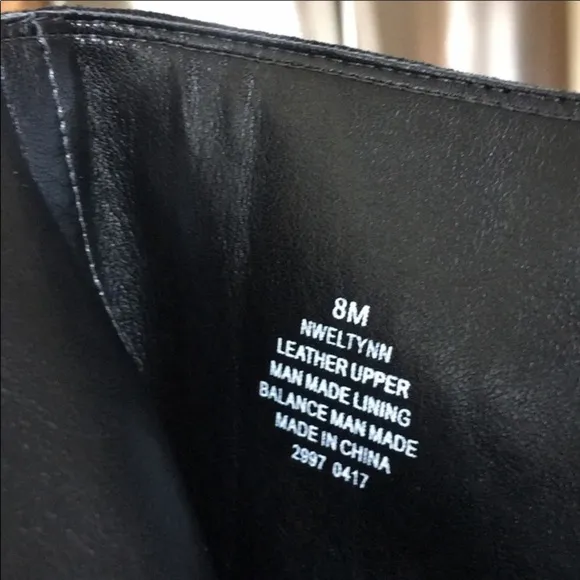 8M
NWELTYNN
LEATHER UPPER
MAN MADE LINING
BALANCE MAN MADE
MADE IN CHINA
2997 0417